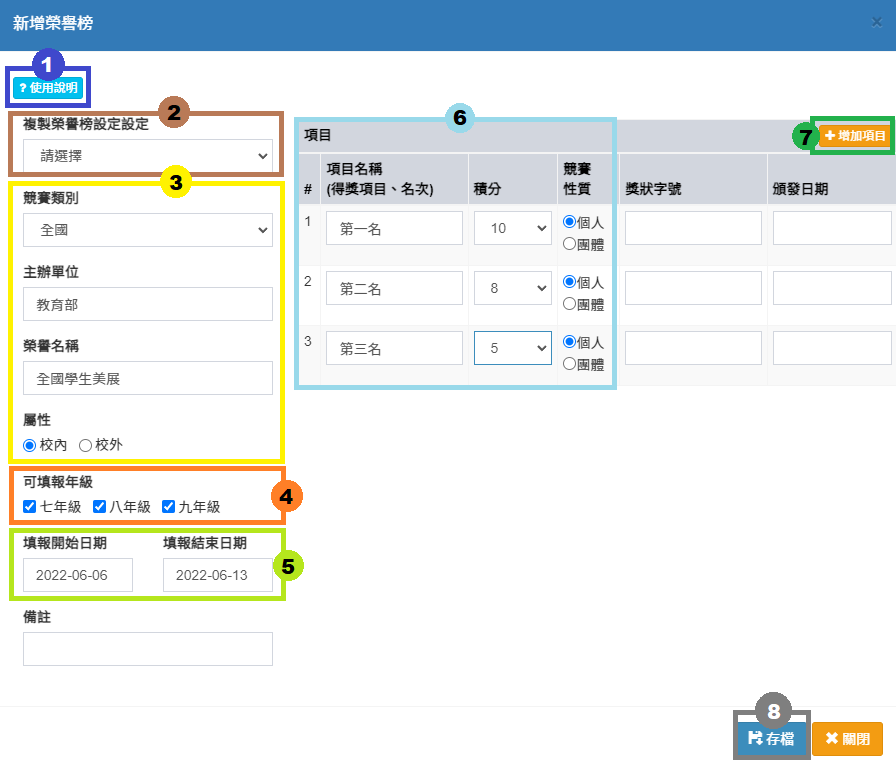 新增榮譽榜
×
1
? 使用說明
2
複製榮譽榜設定設定
請選擇
3
競賽類別
全國
主辦單位
教育部
榮譽名稱
全國學生美展
屬性
校內 校外
可填報年級
4
七年級 八年級 九年級
填報開始日期 填報結束日期
5
2022-06-06 2022-06-13
備註
6
項目
7
+ 增加項目
# 項目名稱 (得獎項目、名次) 積分 競賽性質 獎狀字號 頒發日期
1 第一名 10 個人
團體
2 第二名 8 個人
團體
3 第三名 5 個人
團體
8
存檔 關閉